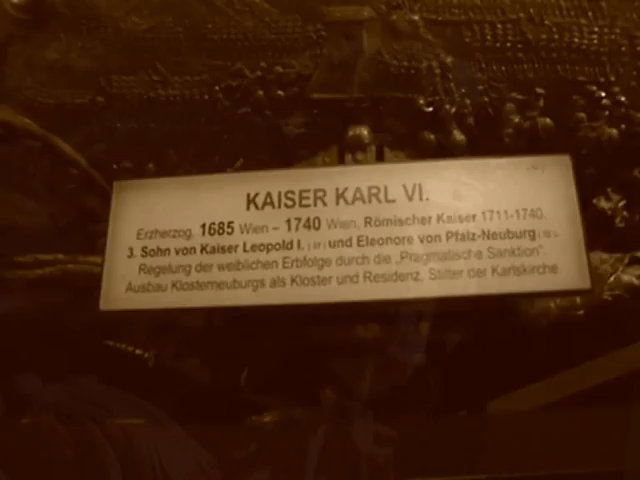 KAISER KARL VI.
Erzherzog, 1685 Wien – 1740 Wien, Römischer Kaiser 1711-1740.
3. Sohn von Kaiser Leopold I. und Eleonore von Pfalz-Neuburg
Regelung der weiblichen Erbfolge durch die „Pragmatische Sanktion“.
Ausbau Klosterneuburgs als Kloster und Residenz, Stifter der Karlskirche